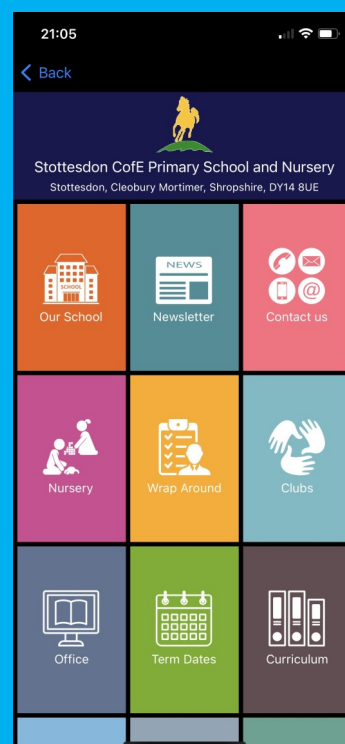 21:05
Back
Stottesdon CofE Primary School and Nursery
Stottesdon, Cleobury Mortimer, Shropshire, DY14 8UE
SCHOOL
Our School
NEWS
Newsletter
@
Contact us
Nursery
Wrap Around
Clubs
Office
Term Dates
Curriculum